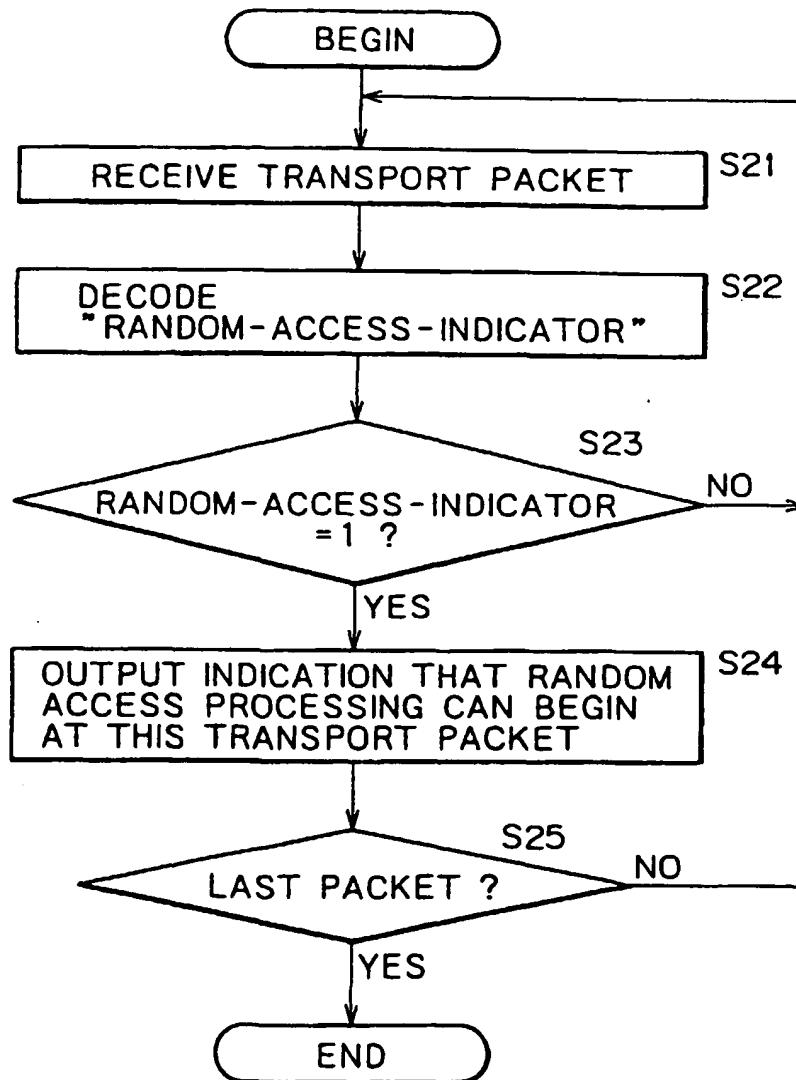 BEGIN
RECEIVE TRANSPORT PACKET
S21
DECODE
"RANDOM-ACCESS-INDICATOR"
S22
S23
RANDOM-ACCESS-INDICATOR
=1 ?
NO
YES
OUTPUT INDICATION THAT RANDOM
ACCESS PROCESSING CAN BEGIN
AT THIS TRANSPORT PACKET
S24
S25
LAST PACKET ?
NO
YES
END